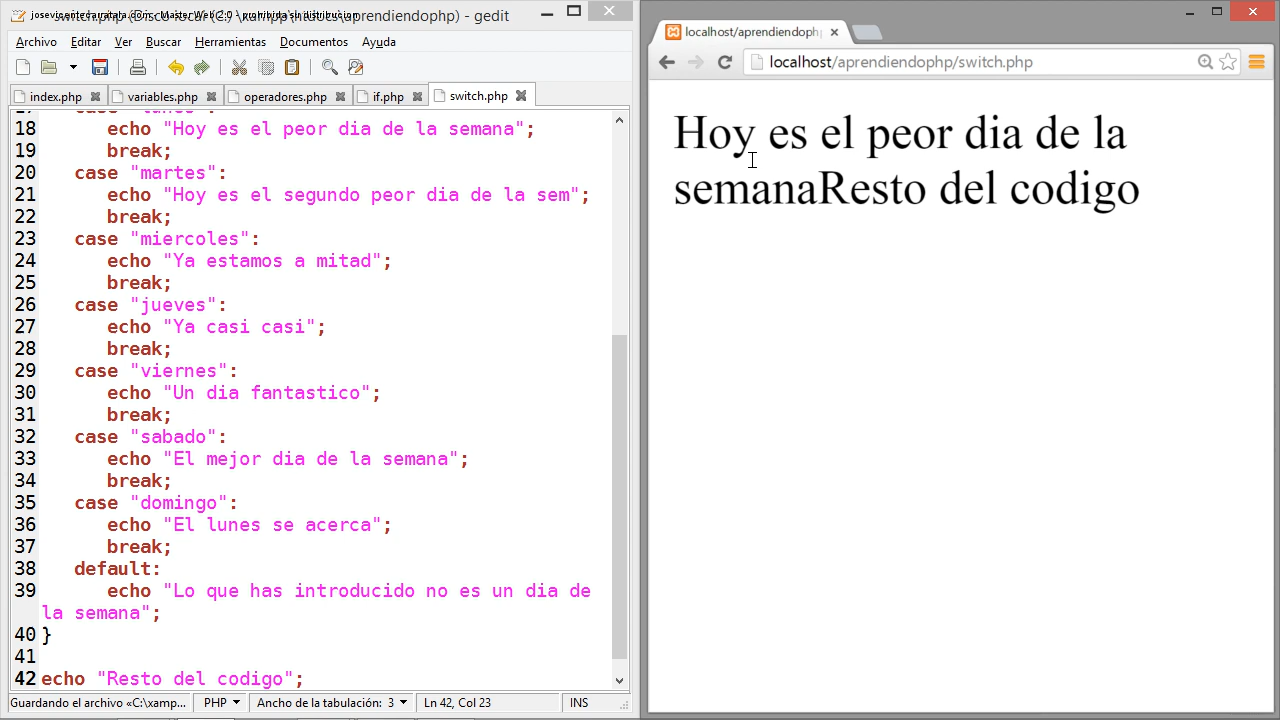 aprendiendophp) - gedit
Archivo Editar Ver Buscar Herramientas Documentos Ayuda
index.php variables.php operadores.php if.php switch.php
18 echo "Hoy es el peor dia de la semana";
19 break;
20 case "martes":
21 echo "Hoy es el segundo peor dia de la sem";
22 break;
23 case "miercoles":
24 echo "Ya estamos a mitad";
25 break;
26 case "jueves":
27 echo "Ya casi casi";
28 break;
29 case "viernes":
30 echo "Un dia fantastico";
31 break;
32 case "sabado":
33 echo "El mejor dia de la semana";
34 break;
35 case "domingo":
36 echo "El lunes se acerca";
37 break;
38 default:
39 echo "Lo que has introducido no es un dia de
la semana";
40 }
41
42 echo "Resto del codigo";
Guardando el archivo «C:\xamp... PHP Ancho de la tabulación: 3 Ln 42, Col 23 INS
localhost/aprendiendoph
localhost/aprendiendophp/switch.php
Hoy es el peor dia de la
semanaResto del codigo